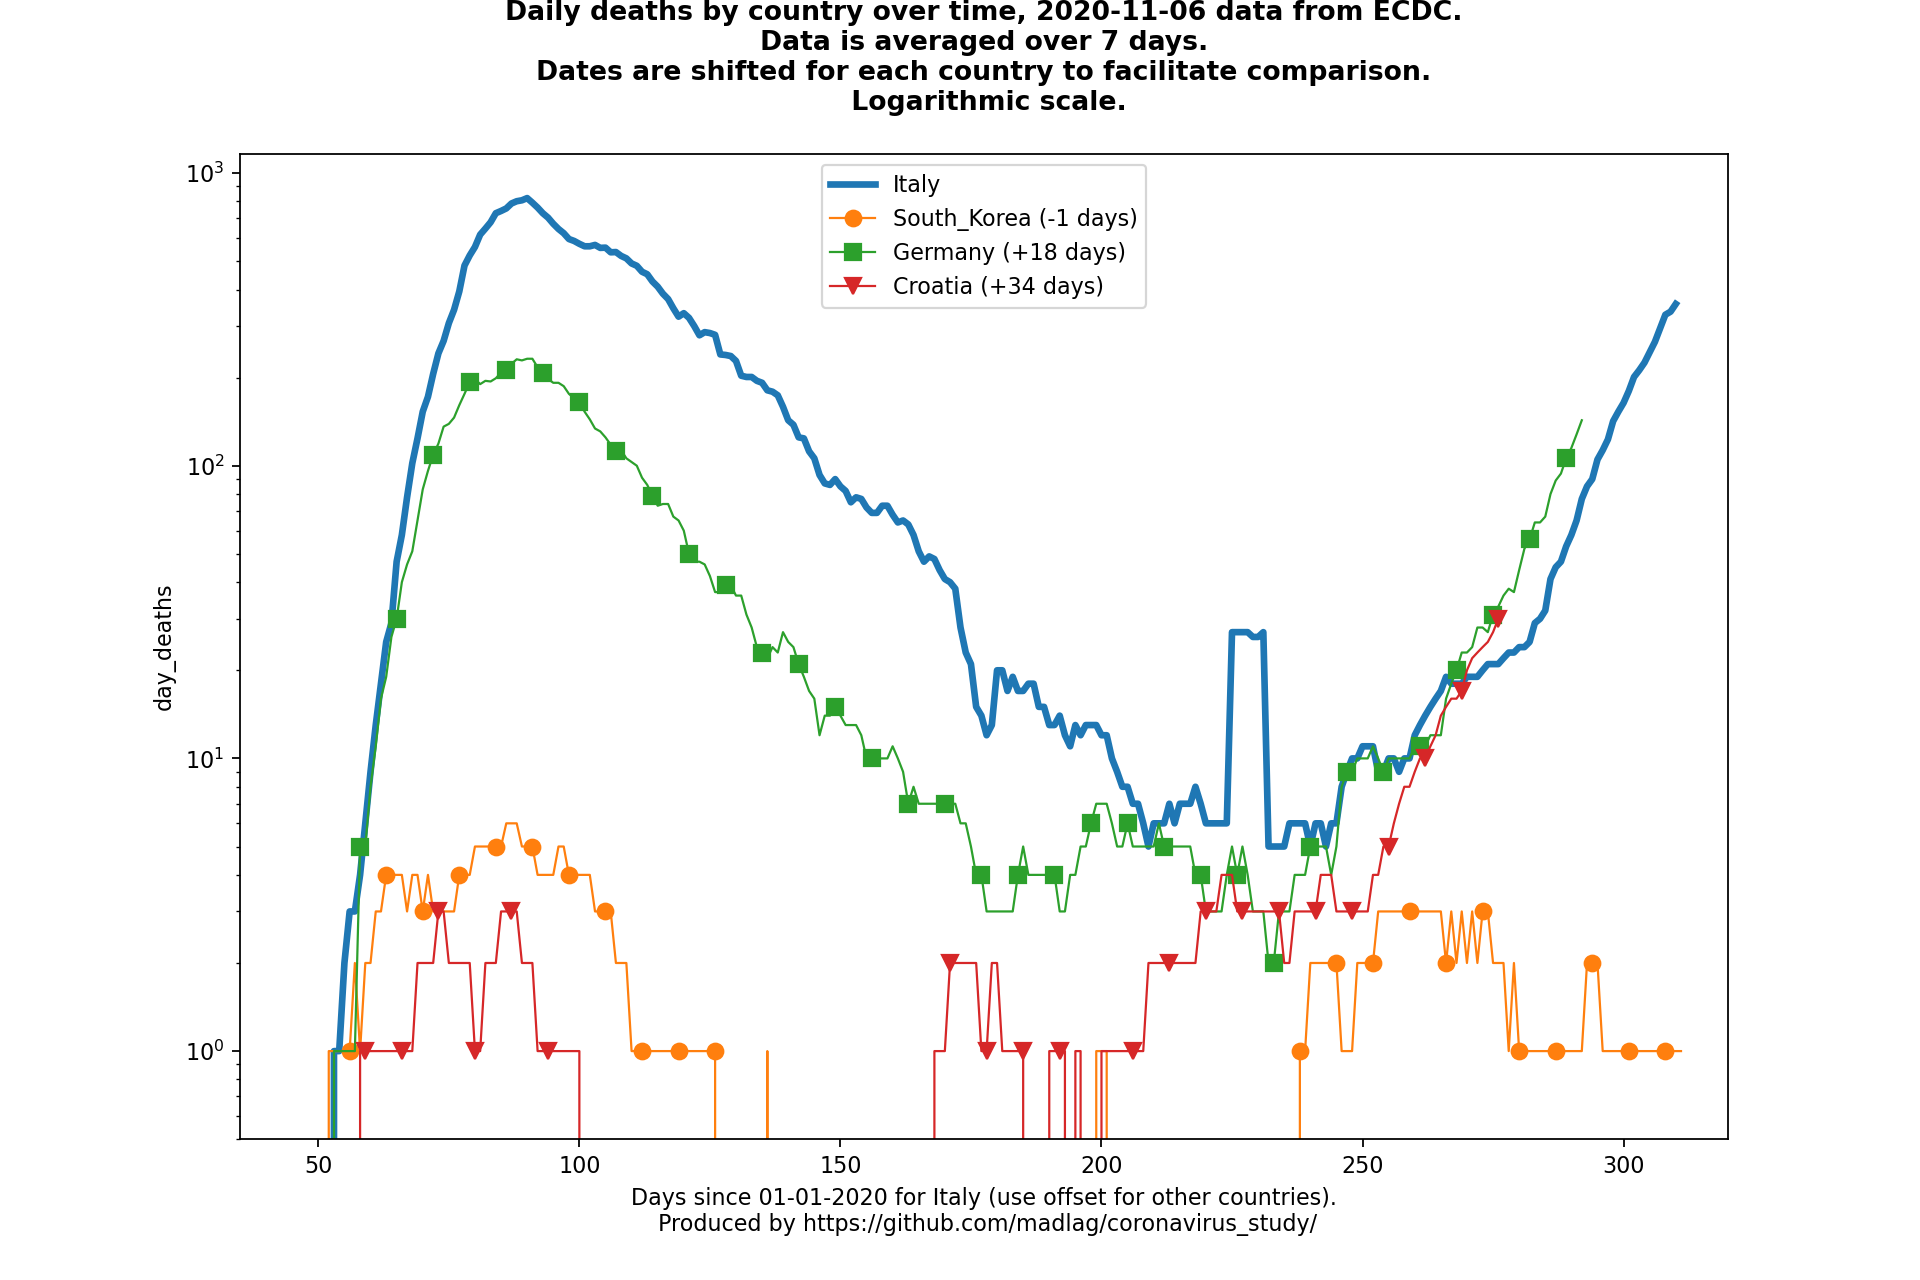 Daily deaths by country over time, 2020-11-06 data from ECDC.
Data is averaged over 7 days.
Dates are shifted for each country to facilitate comparison.
Logarithmic scale.
10³
10²
10¹
10⁰
day_deaths
Italy
South_Korea (-1 days)
Germany (+18 days)
Croatia (+34 days)
50 100 150 200 250 300
Days since 01-01-2020 for Italy (use offset for other countries).
Produced by https://github.com/madlag/coronavirus_study/